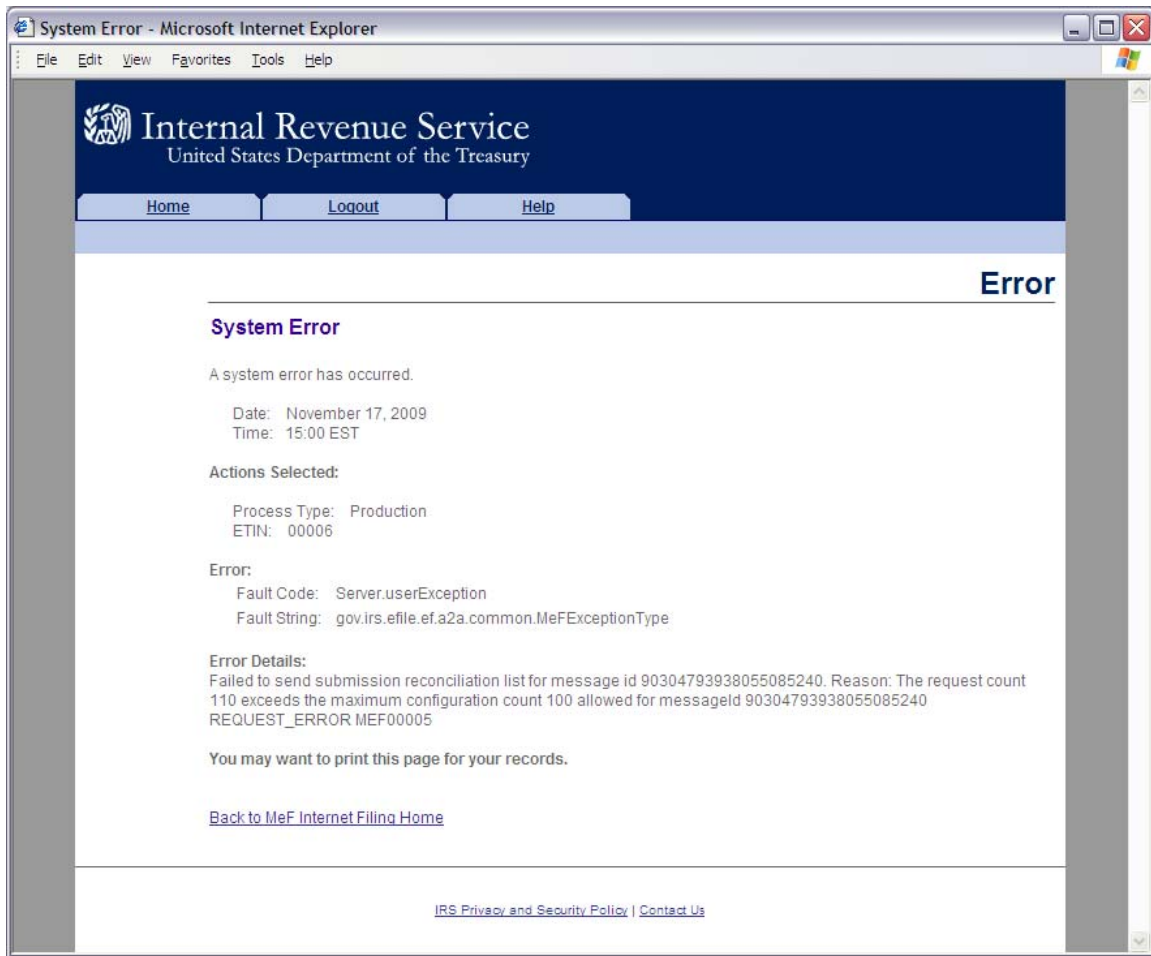 System Error - Microsoft Internet Explorer
File Edit View Favorites Tools Help
Internal Revenue Service
United States Department of the Treasury
Home Logout Help
Error
System Error
A system error has occurred.
Date: November 17, 2009
Time: 15:00 EST
Actions Selected:
Process Type: Production
ETIN: 00006
Error:
Fault Code: Server.userException
Fault String: gov.irs.efile.ef.a2a.common.MeFExceptionType
Error Details:
Failed to send submission reconciliation list for message id 90304793938055085240. Reason: The request count
110 exceeds the maximum configuration count 100 allowed for messageId 90304793938055085240
REQUEST_ERROR MEF00005
You may want to print this page for your records.
Back to MeF Internet Filing Home
IRS Privacy and Security Policy | Contact Us